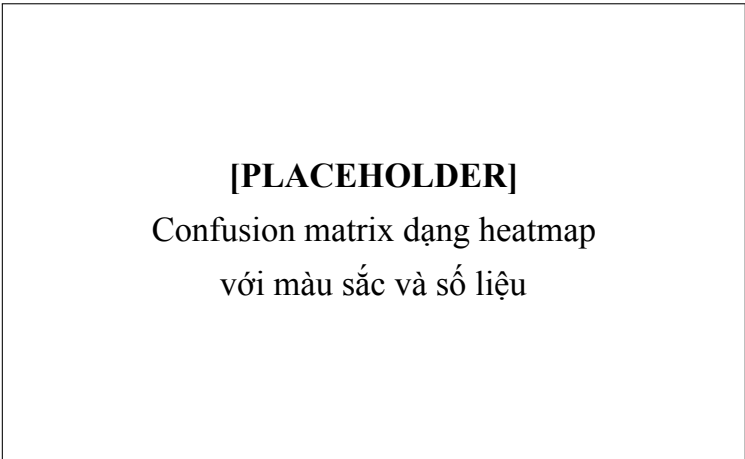 [PLACEHOLDER]
Confusion matrix dạng heatmap
với màu sắc và số liệu